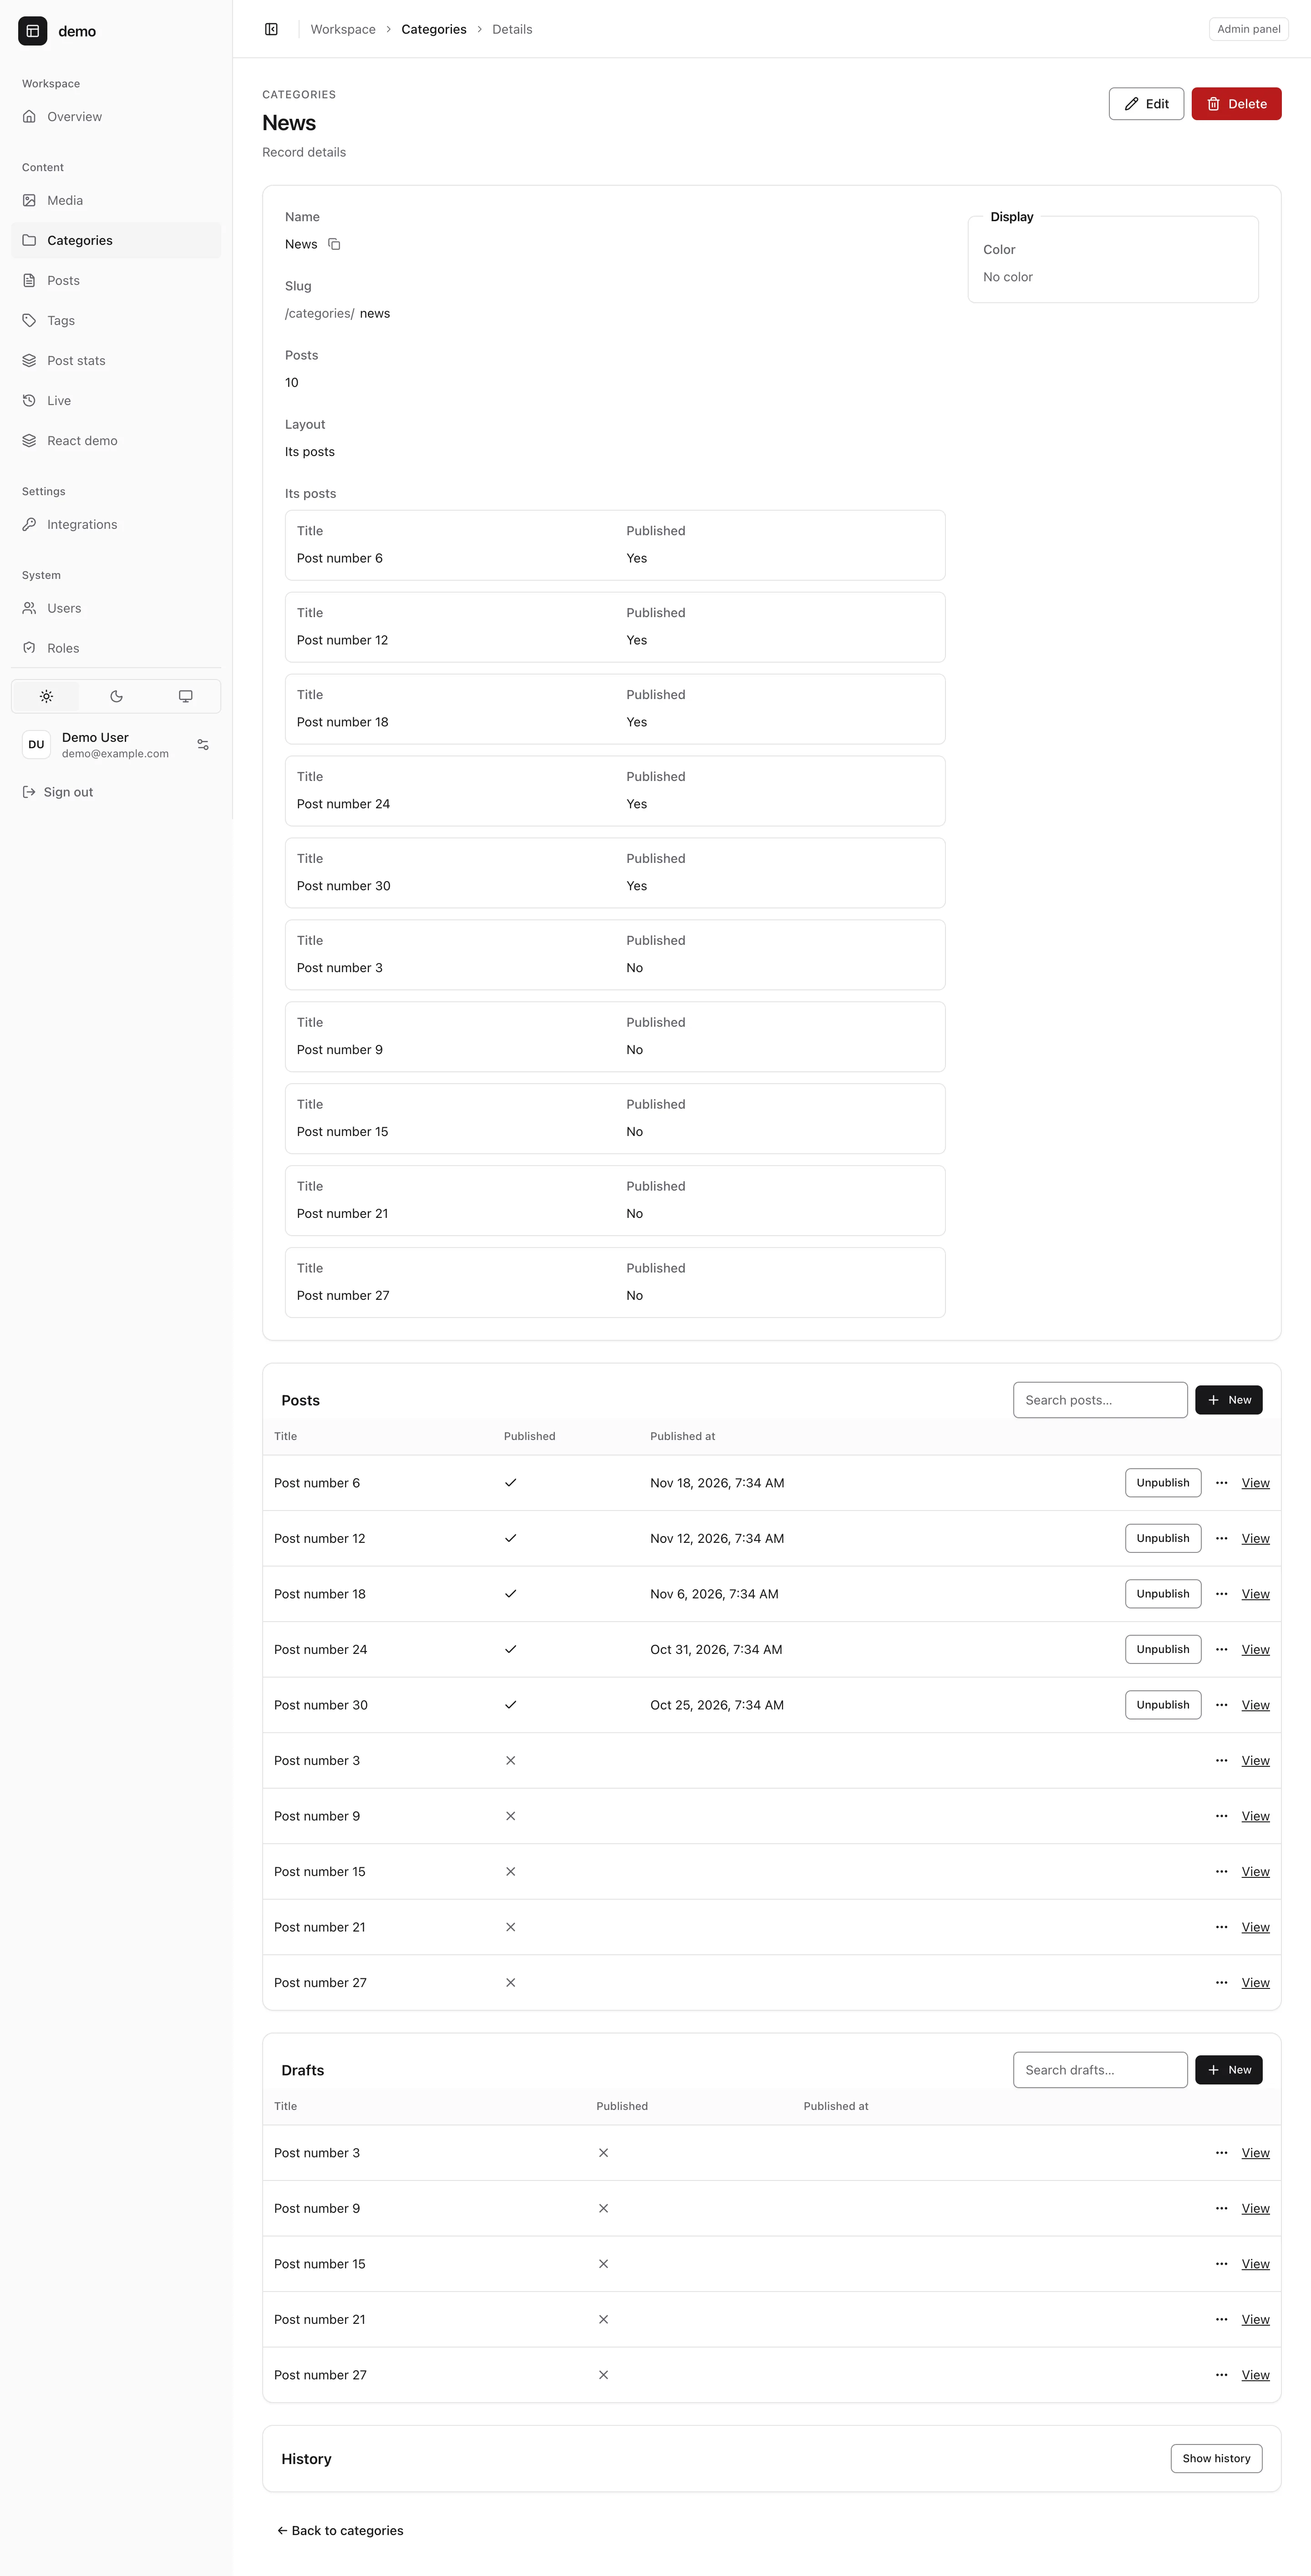 demo
Workspace
Overview
Content
Media
Categories
Posts
Tags
Post stats
Live
React demo
Settings
Integrations
System
Users
Roles
DU
Demo User
demo@example.com
Sign out
Workspace > Categories > Details
Admin panel
CATEGORIES
News
Record details
Edit
Delete
Name
News
Slug
/categories/ news
Posts
10
Layout
Its posts
Its posts
Title Published
Post number 6 Yes
Title Published
Post number 12 Yes
Title Published
Post number 18 Yes
Title Published
Post number 24 Yes
Title Published
Post number 30 Yes
Title Published
Post number 3 No
Title Published
Post number 9 No
Title Published
Post number 15 No
Title Published
Post number 21 No
Title Published
Post number 27 No
Display
Color
No color
Posts
Search posts...
New
Title Published Published at
Post number 6 Nov 18, 2026, 7:34 AM Unpublish View
Post number 12 Nov 12, 2026, 7:34 AM Unpublish View
Post number 18 Nov 6, 2026, 7:34 AM Unpublish View
Post number 24 Oct 31, 2026, 7:34 AM Unpublish View
Post number 30 Oct 25, 2026, 7:34 AM Unpublish View
Post number 3 View
Post number 9 View
Post number 15 View
Post number 21 View
Post number 27 View
Drafts
Search drafts...
New
Title Published Published at
Post number 3 View
Post number 9 View
Post number 15 View
Post number 21 View
Post number 27 View
History
Show history
← Back to categories